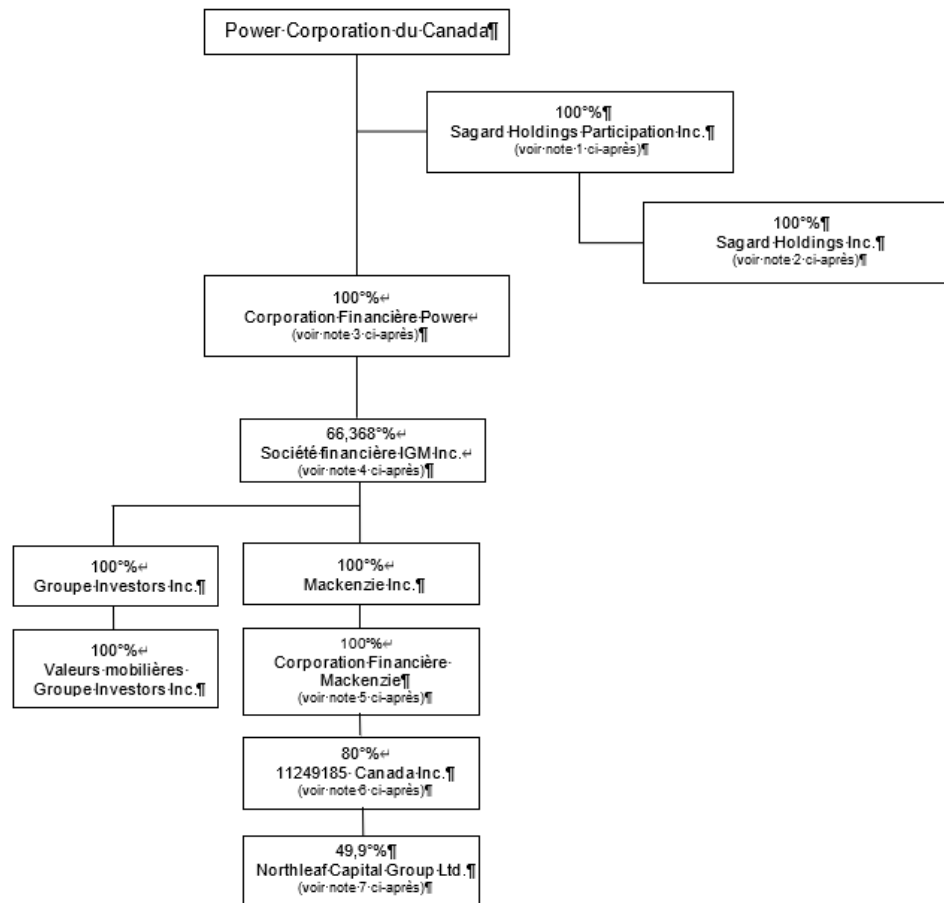 Power·Corporation·du·Canada¶
100°%¶
Sagard·Holdings·Participation·Inc.¶
(voir·note·1·ci-après)¶
100°%¶
Sagard·Holdings·Inc.¶
(voir·note·2·ci-après)¶
100°%↵
Corporation·Financière·Power↵
(voir·note·3·ci-après)¶
66,368°%↵
Société·financière·IGM·Inc.↵
(voir·note·4·ci-après)¶
100°%↵
Groupe·Investors·Inc.¶
100°%↵
Mackenzie·Inc.¶
100°%↵
Valeurs·mobilières·
Groupe·Investors·Inc.¶
100°%↵
Corporation·Financière·
Mackenzie¶
(voir·note·5·ci-après)¶
80°%↵
11249185·Canada·Inc.¶
(voir·note·6·ci-après)¶
49,9°%¶
Northleaf·Capital·Group·Ltd.¶
(voir·note·7·ci-après)¶